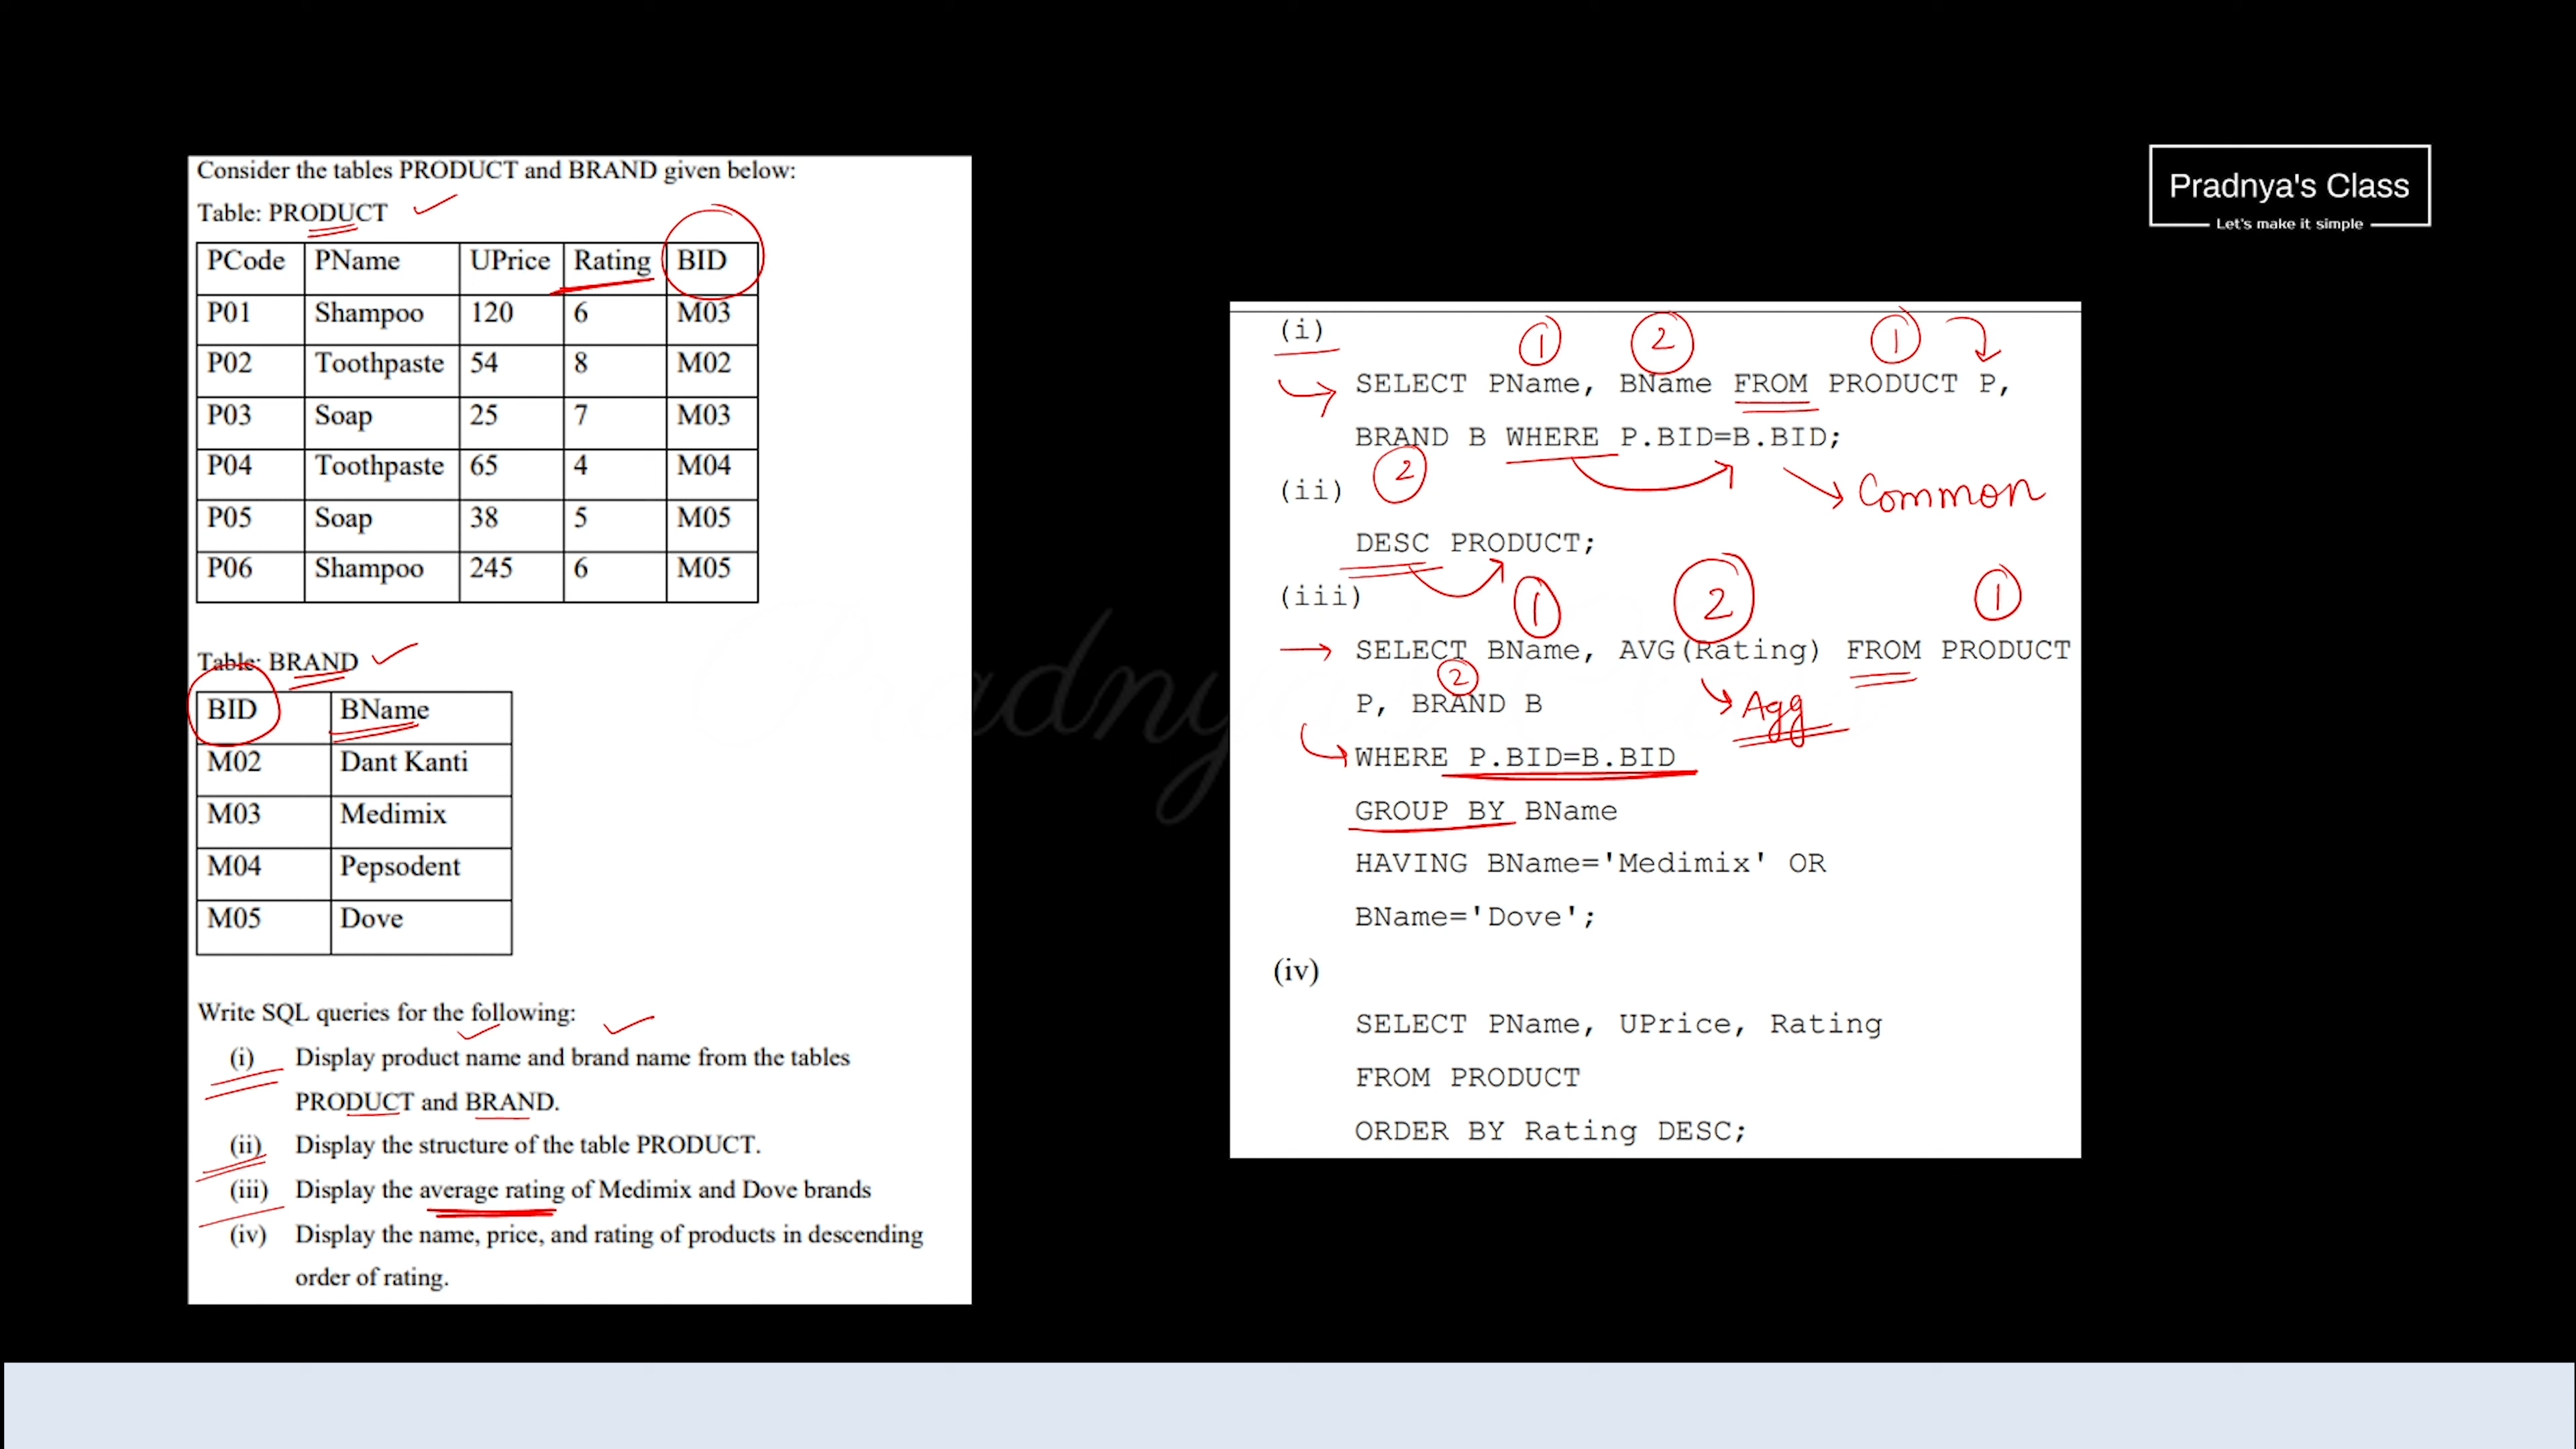 Pradnya's Class
Let's make it simple
Consider the tables PRODUCT and BRAND given below:
Table: PRODUCT
PCode PName UPrice Rating BID
P01 Shampoo 120 6 M03
P02 Toothpaste 54 8 M02
P03 Soap 25 7 M03
P04 Toothpaste 65 4 M04
P05 Soap 38 5 M05
P06 Shampoo 245 6 M05
Table: BRAND
BID BName
M02 Dant Kanti
M03 Medimix
M04 Pepsodent
M05 Dove
Write SQL queries for the following:
(i) Display product name and brand name from the tables
PRODUCT and BRAND.
(ii) Display the structure of the table PRODUCT.
(iii) Display the average rating of Medimix and Dove brands
(iv) Display the name, price, and rating of products in descending
order of rating.
(i)
1 2 1
SELECT PName, BName FROM PRODUCT P,
BRAND B WHERE P.BID=B.BID;
2
Common
(ii)
DESC PRODUCT;
(iii)
1 2 1
SELECT BName, AVG(Rating) FROM PRODUCT
2
P, BRAND B
Agg
WHERE P.BID=B.BID
GROUP BY BName
HAVING BName='Medimix' OR
BName='Dove';
(iv)
SELECT PName, UPrice, Rating
FROM PRODUCT
ORDER BY Rating DESC;